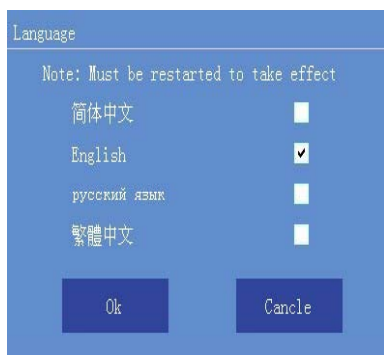 Language
Note: Must be restarted to take effect
简体中文
English
русский язык
繁體中文
Ok Cancle